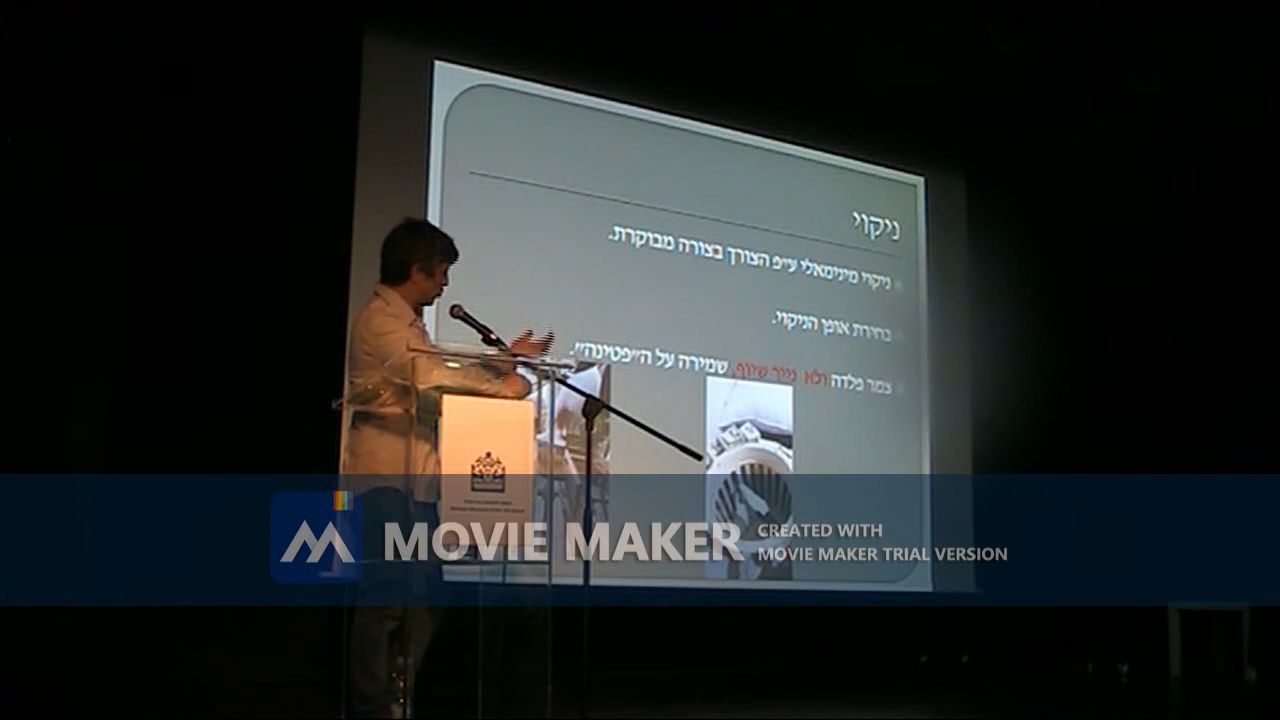 ניקוי
ניקוי מינימאלי ע״פ הצורך בצורה מבוקרת.
בחירת אופן הניקוי.
צמר פלדה ולא נייר שיוף, שמירה על ה״פטינה״.
MOVIE MAKER
CREATED WITH
MOVIE MAKER TRIAL VERSION